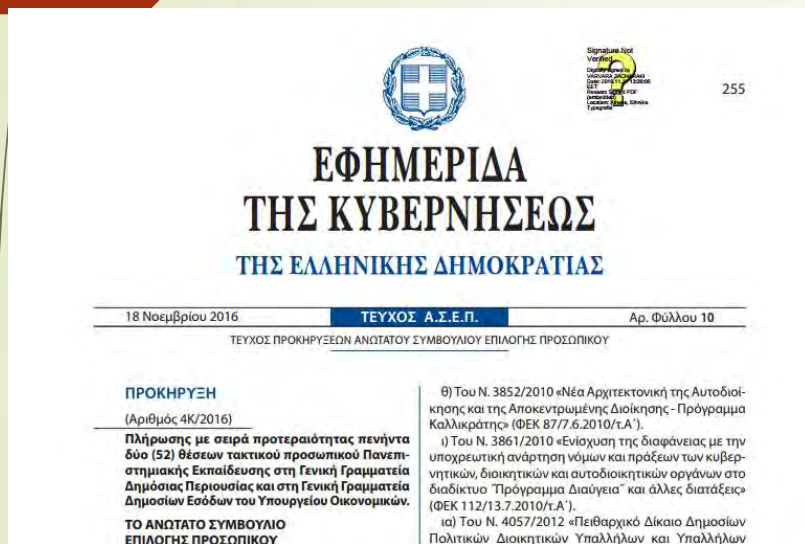 Signature Not
Verified
255
ΕΦΗΜΕΡΙΔΑ
ΤΗΣ ΚΥΒΕΡΝΗΣΕΩΣ
ΤΗΣ ΕΛΛΗΝΙΚΗΣ ΔΗΜΟΚΡΑΤΙΑΣ
18 Νοεμβρίου 2016
ΤΕΥΧΟΣ Α.Σ.Ε.Π.
Αρ. Φύλλου 10
ΤΕΥΧΟΣ ΠΡΟΚΗΡΥΞΕΩΝ ΑΝΩΤΑΤΟΥ ΣΥΜΒΟΥΛΙΟΥ ΕΠΙΛΟΓΗΣ ΠΡΟΣΩΠΙΚΟΥ
ΠΡΟΚΗΡΥΞΗ
(Αριθμός 4Κ/2016)
Πλήρωσης με σειρά προτεραιότητας πενήντα
δύο (52) θέσεων τακτικού προσωπικού Πανεπι-
στημιακής Εκπαίδευσης στη Γενική Γραμματεία
Δημόσιας Περιουσίας και στη Γενική Γραμματεία
Δημοσίων Εσόδων του Υπουργείου Οικονομικών.
ΤΟ ΑΝΩΤΑΤΟ ΣΥΜΒΟΥΛΙΟ
ΕΠΙΛΟΓΗΣ ΠΡΟΣΩΠΙΚΟΥ
θ) Του Ν. 3852/2010 «Νέα Αρχιτεκτονική της Αυτοδιοί-
κησης και της Αποκεντρωμένης Διοίκησης - Πρόγραμμα
Καλλικράτης» (ΦΕΚ 87/7.6.2010/τ.Α΄).
ι) Του Ν. 3861/2010 «Ενίσχυση της διαφάνειας με την
υποχρεωτική ανάρτηση νόμων και πράξεων των κυβερ-
νητικών, διοικητικών και αυτοδιοικητικών οργάνων στο
διαδίκτυο "Πρόγραμμα Διαύγεια" και άλλες διατάξεις»
(ΦΕΚ 112/13.7.2010/τ.Α΄).
ια) Του Ν. 4057/2012 «Πειθαρχικό Δίκαιο Δημοσίων
Πολιτικών Διοικητικών Υπαλλήλων και Υπαλλήλων